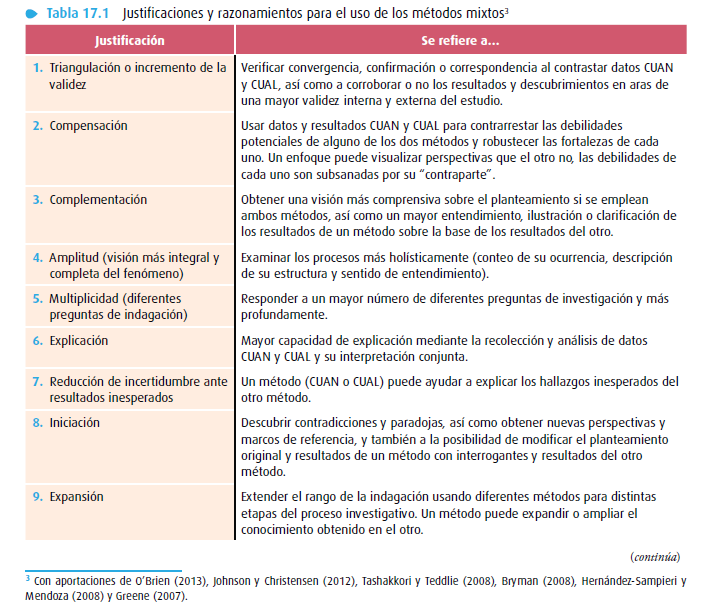 Tabla 17.1 Justificaciones y razonamientos para el uso de los métodos mixtos³
Justificación
Se refiere a...
1. Triangulación o incremento de la
validez
Verificar convergencia, confirmación o correspondencia al contrastar datos CUAN
y CUAL, así como a corroborar o no los resultados y descubrimientos en aras de
una mayor validez interna y externa del estudio.
2. Compensación
Usar datos y resultados CUAN y CUAL para contrarrestar las debilidades
potenciales de alguno de los dos métodos y robustecer las fortalezas de cada
uno. Un enfoque puede visualizar perspectivas que el otro no, las debilidades de
cada uno son subsanadas por su “contraparte”.
3. Complementación
Obtener una visión más comprensiva sobre el planteamiento si se emplean
ambos métodos, así como un mayor entendimiento, ilustración o clarificación de
los resultados de un método sobre la base de los resultados del otro.
4. Amplitud (visión más integral y
completa del fenómeno)
Examinar los procesos más holísticamente (conteo de su ocurrencia, descripción
de su estructura y sentido de entendimiento).
5. Multiplicidad (diferentes
preguntas de indagación)
Responder a un mayor número de diferentes preguntas de investigación y más
profundamente.
6. Explicación
Mayor capacidad de explicación mediante la recolección y análisis de datos
CUAN y CUAL y su interpretación conjunta.
7. Reducción de incertidumbre ante
resultados inesperados
Un método (CUAN o CUAL) puede ayudar a explicar los hallazgos inesperados del
otro método.
8. Iniciación
Descubrir contradicciones y paradojas, así como obtener nuevas perspectivas y
marcos de referencia, y también a la posibilidad de modificar el planteamiento
original y resultados de un método con interrogantes y resultados del otro
método.
9. Expansión
Extender el rango de la indagación usando diferentes métodos para distintas
etapas del proceso investigativo. Un método puede expandir o ampliar el
conocimiento obtenido en el otro.
(continúa)
³ Con aportaciones de O’Brien (2013), Johnson y Christensen (2012), Tashakkori y Teddlie (2008), Bryman (2008), Hernández-Sampieri y
Mendoza (2008) y Greene (2007).